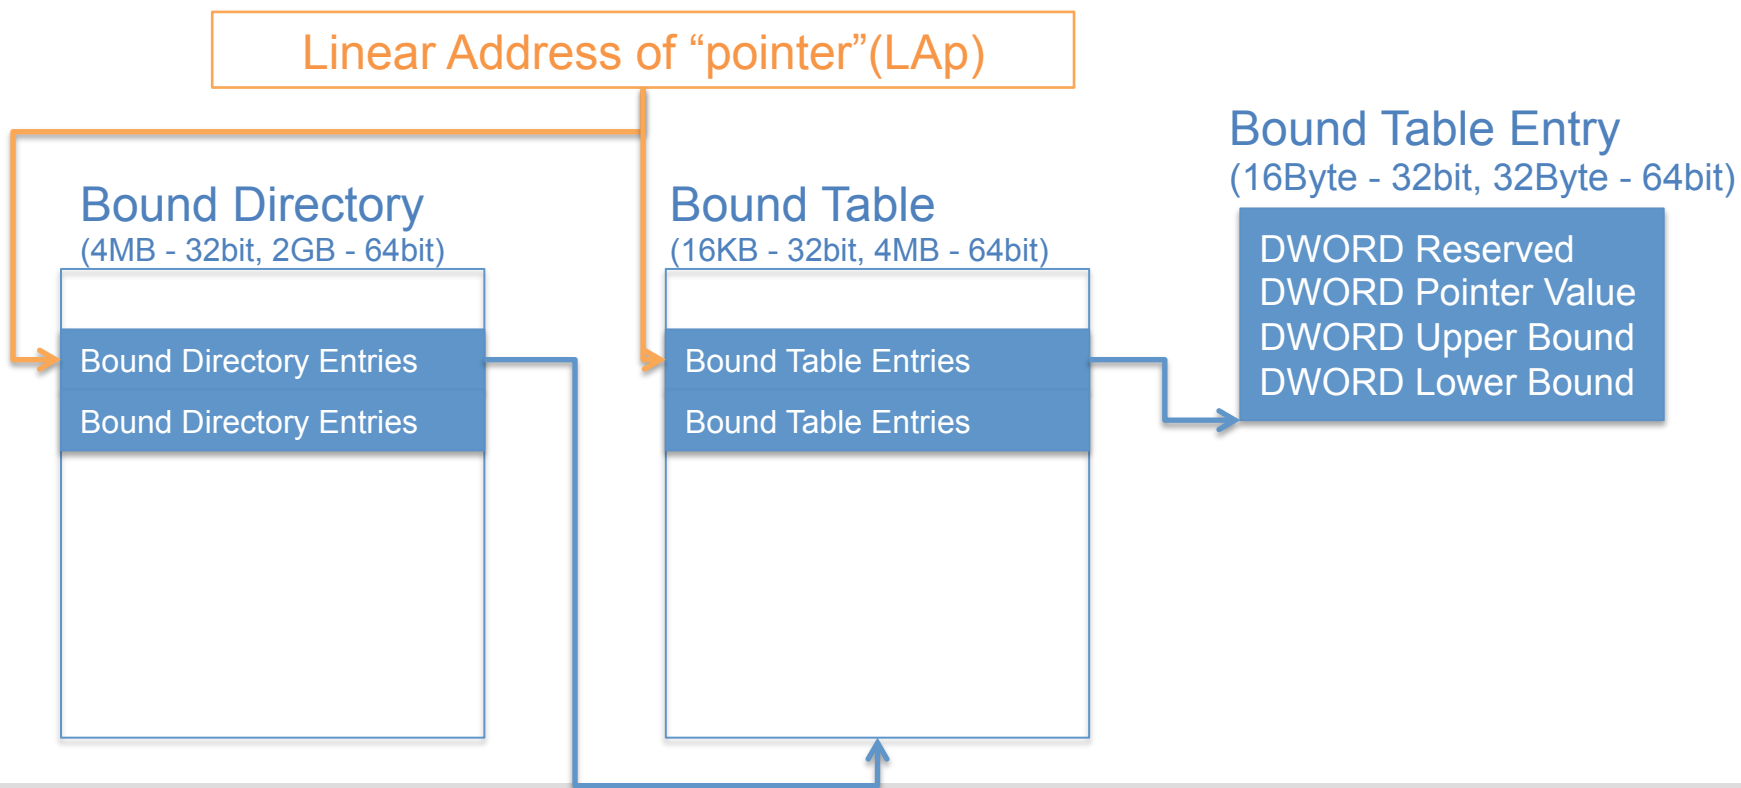 Linear Address of “pointer”(LAp)
Bound Directory
(4MB - 32bit, 2GB - 64bit)
Bound Directory Entries
Bound Directory Entries
Bound Table
(16KB - 32bit, 4MB - 64bit)
Bound Table Entries
Bound Table Entries
Bound Table Entry
(16Byte - 32bit, 32Byte - 64bit)
DWORD Reserved
DWORD Pointer Value
DWORD Upper Bound
DWORD Lower Bound